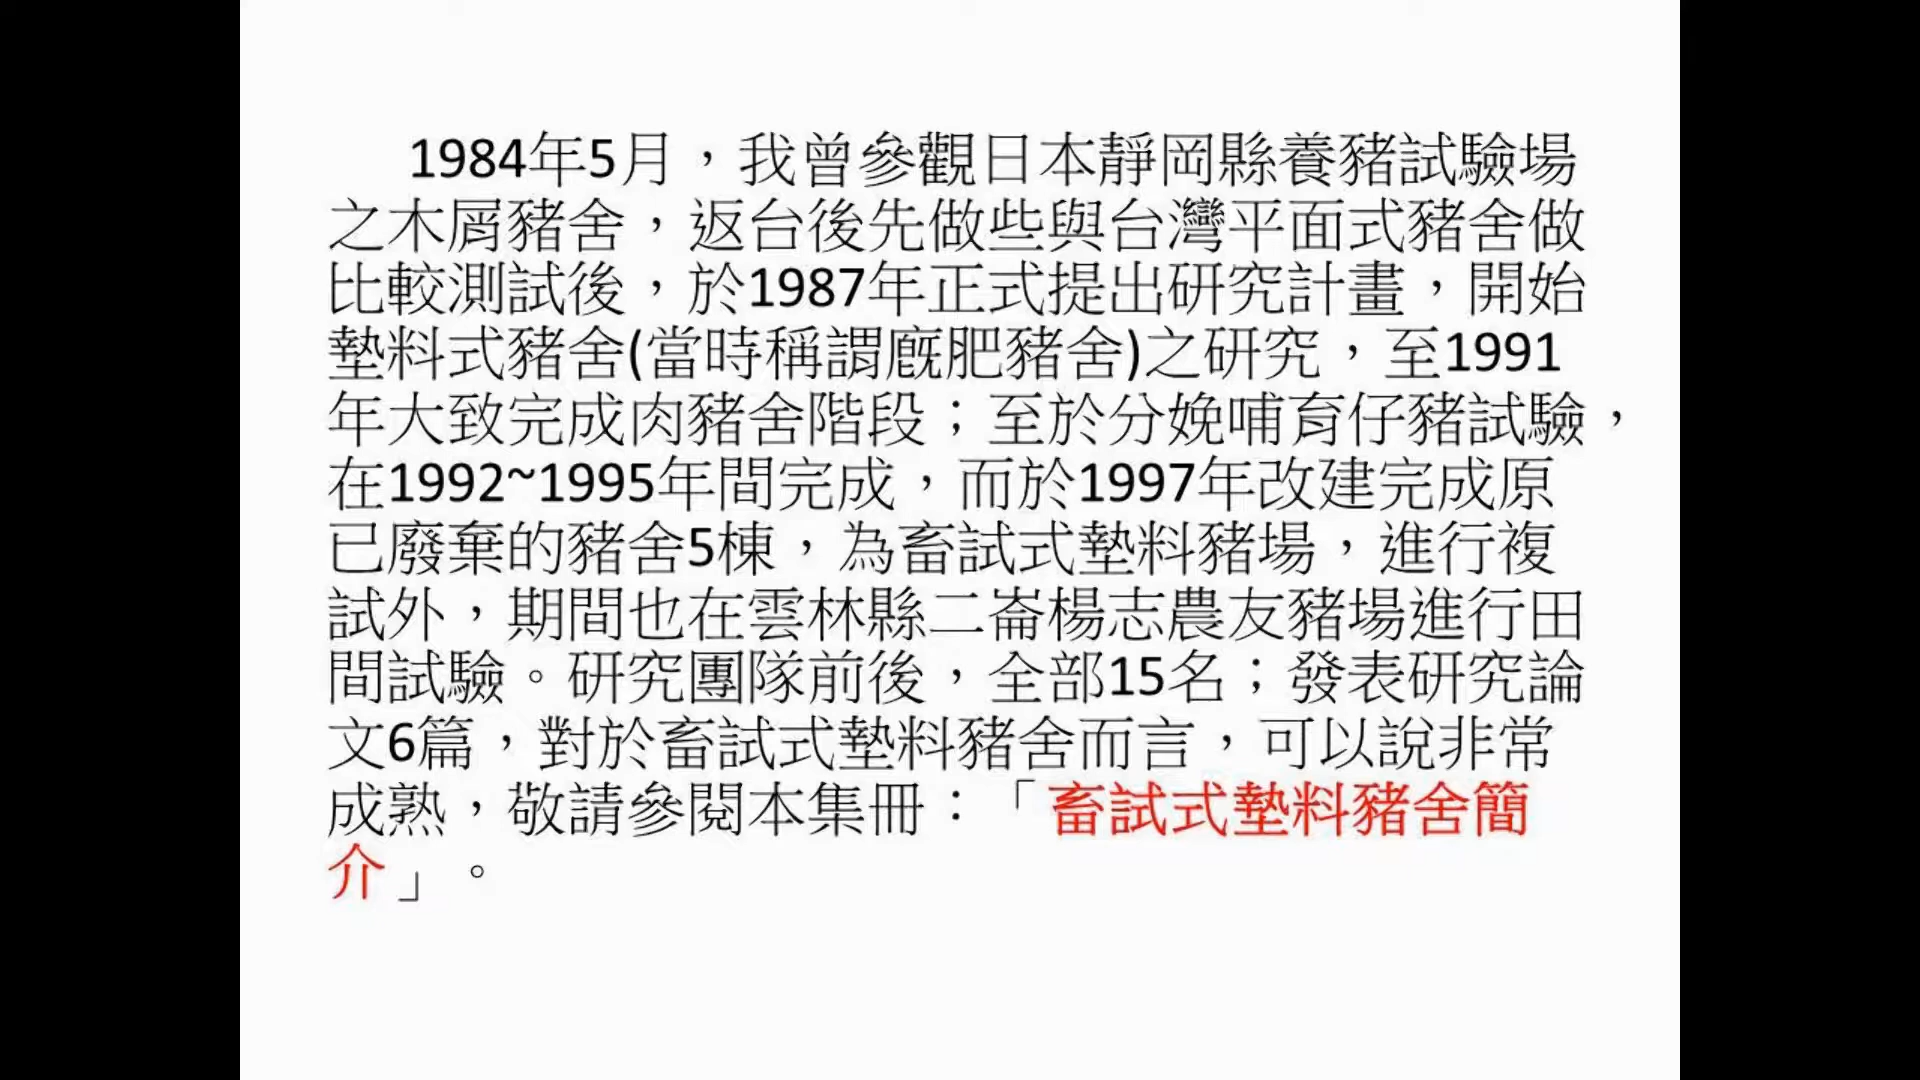 1984年5月，我曾參觀日本靜岡縣養豬試驗場
之木屑豬舍，返台後先做些與台灣平面式豬舍做
比較測試後，於1987年正式提出研究計畫，開始
墊料式豬舍(當時稱謂廐肥豬舍)之研究，至1991
年大致完成肉豬舍階段；至於分娩哺育仔豬試驗，
在1992~1995年間完成，而於1997年改建完成原
已廢棄的豬舍5棟，為畜試式墊料豬場，進行複
試外，期間也在雲林縣二崙楊志農友豬場進行田
間試驗。研究團隊前後，全部15名；發表研究論
文6篇，對於畜試式墊料豬舍而言，可以說非常
成熟，敬請參閱本集冊：「畜試式墊料豬舍簡
介」。